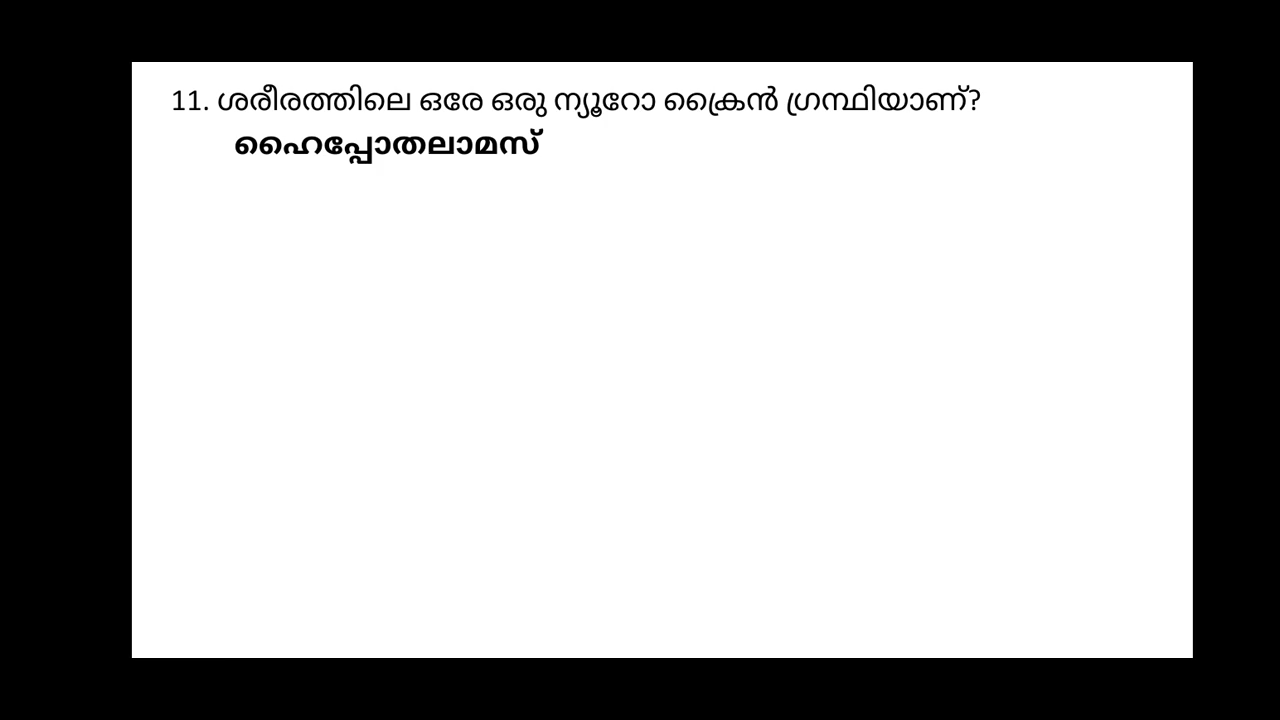 11. ശരീരത്തിലെ ഒരേ ഒരു ന്യൂറോ ക്രൈൻ ഗ്രന്ഥിയാണ്?
ഹൈപ്പോതലാമസ്